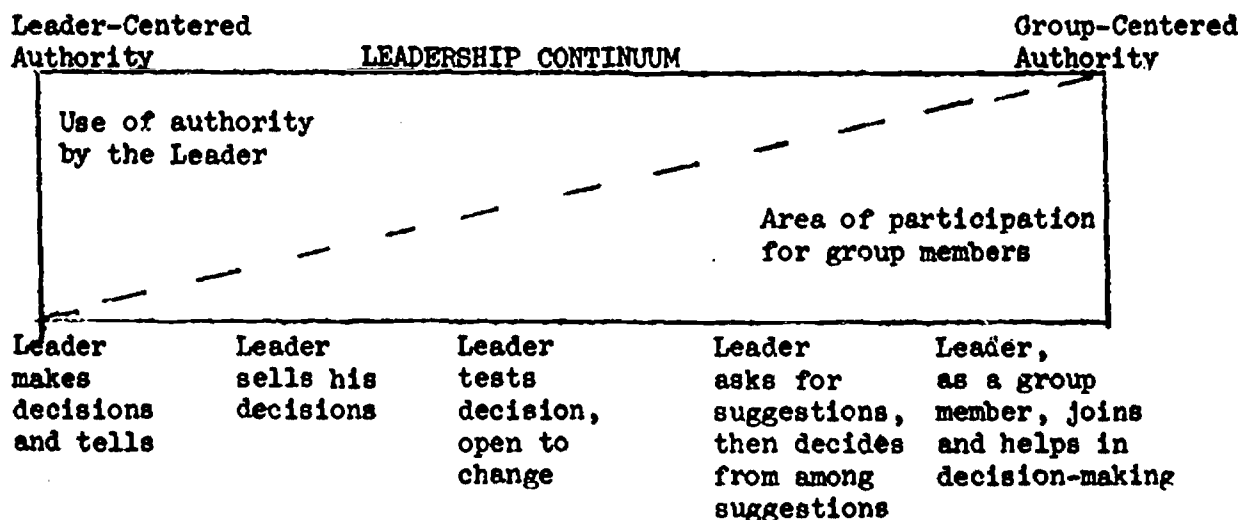 Leader-Centered
Authority
LEADERSHIP CONTINUUM
Group-Centered
Authority
Use of authority
by the Leader
Area of participation
for group members
Leader
makes
decisions
and tells
Leader
sells his
decisions
Leader
tests
decision,
open to
change
Leader
asks for
suggestions,
then decides
from among
suggestions
Leader,
as a group
member, joins
and helps in
decision-making